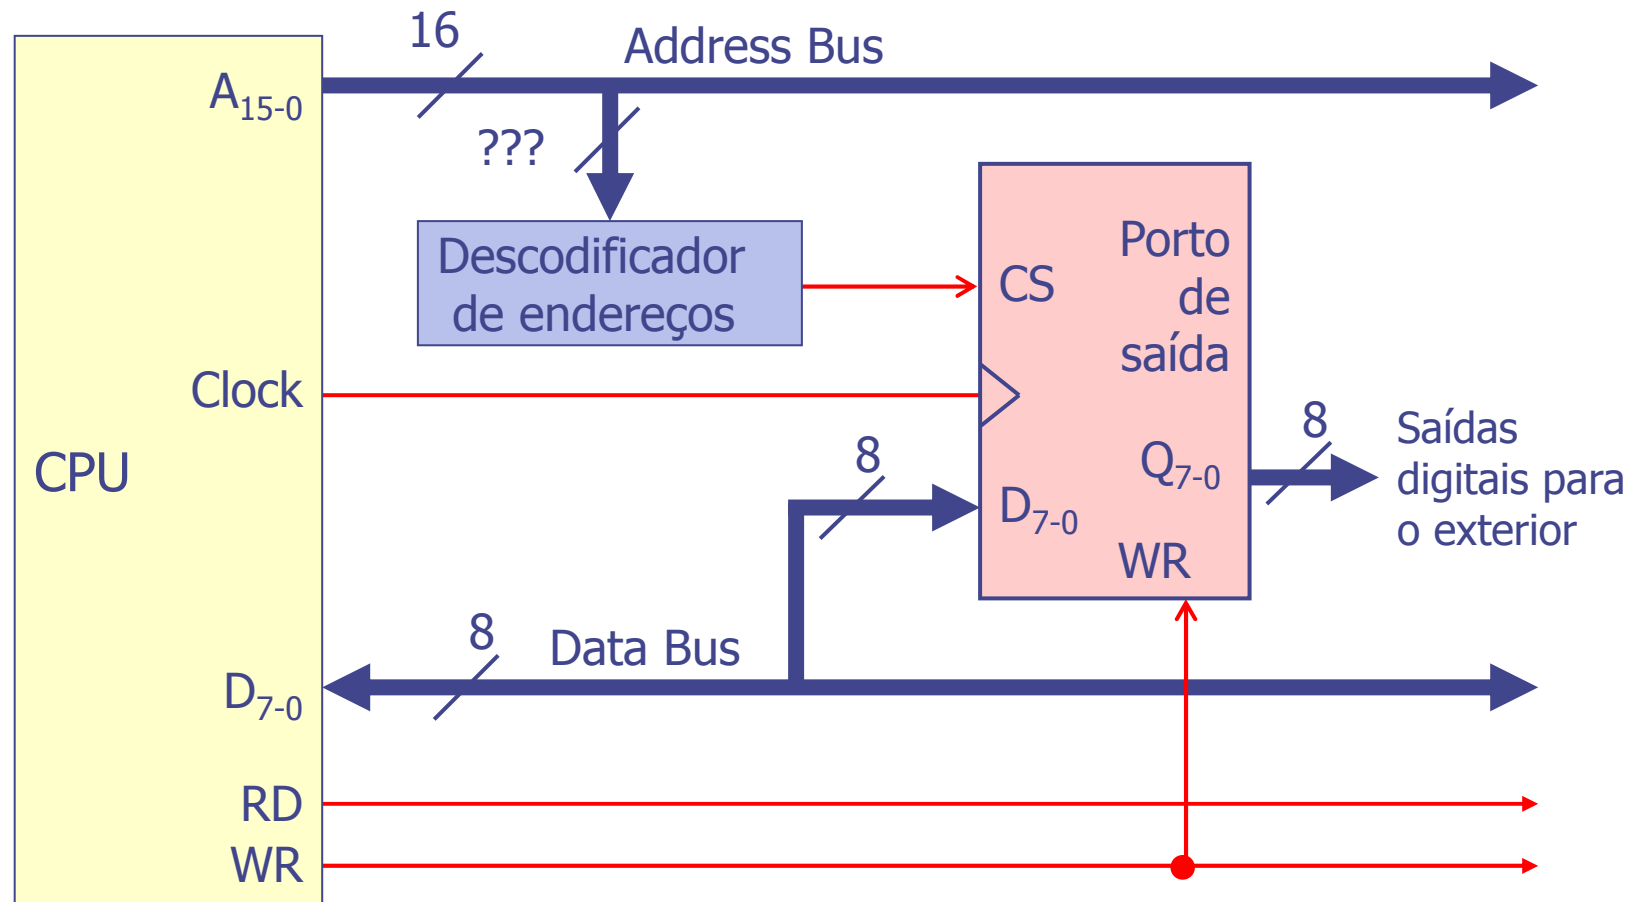 16
Address Bus
A15-0
???
Descodificador
de endereços
CS
Porto
de
saída
Clock
CPU
8
Q7-0
8
Saídas
digitais para
o exterior
D7-0
WR
8
Data Bus
D7-0
RD
WR